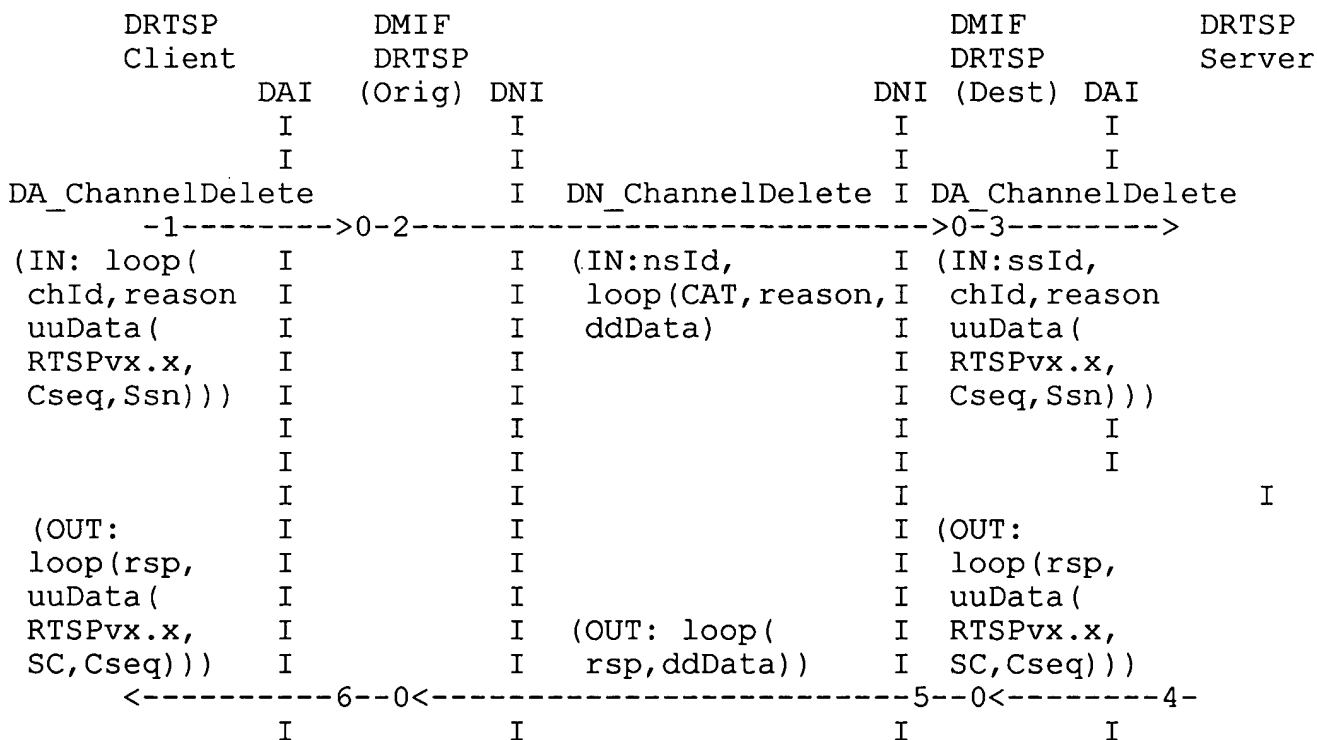 DRTSP     DMIF                         DMIF      DRTSP
      Client    DRTSP                        DRTSP     Server
             DAI  (Orig) DNI              DNI (Dest) DAI
              I           I                   I          I
              I           I                   I          I
DA_ChannelDelete          I  DN_ChannelDelete I DA_ChannelDelete
       -1-------->0-2--------------------------->0-3-------->
(IN: loop(    I           I  (IN:nsId,        I (IN:ssId,
 chId,reason  I           I   loop(CAT,reason,I  chId,reason
 uuData(      I           I   ddData)         I  uuData(
 RTSPvx.x,    I           I                   I  RTSPvx.x,
 Cseq,Ssn)))  I           I                   I  Cseq,Ssn)))
              I           I                   I          I
              I           I                   I          I
              I           I                   I                  I
 (OUT:        I           I                   I (OUT:
 loop(rsp,    I           I                   I  loop(rsp,
 uuData(      I           I                   I  uuData(
 RTSPvx.x,    I           I  (OUT: loop(      I  RTSPvx.x,
 SC,Cseq)))   I           I   rsp,ddData))    I  SC,Cseq)))
      <-----------6--0<-------------------------5--0<--------4-
              I           I                   I          I